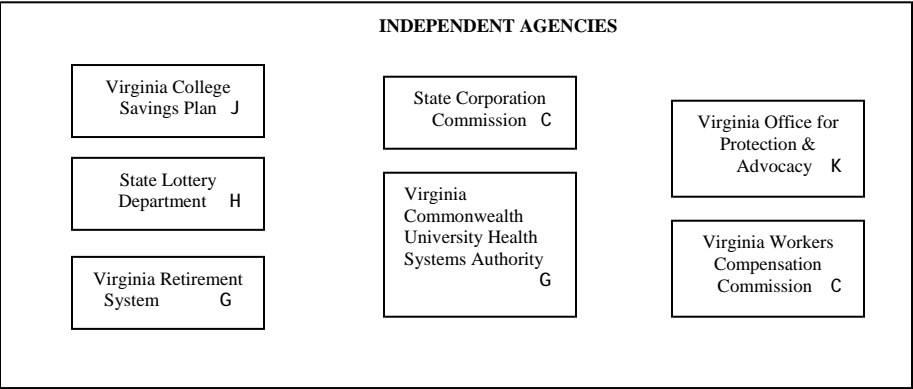 INDEPENDENT AGENCIES
Virginia College
Savings Plan J
State Lottery
Department H
Virginia Retirement
System G
State Corporation
Commission C
Virginia
Commonwealth
University Health
Systems Authority
G
Virginia Office for
Protection &
Advocacy K
Virginia Workers
Compensation
Commission C